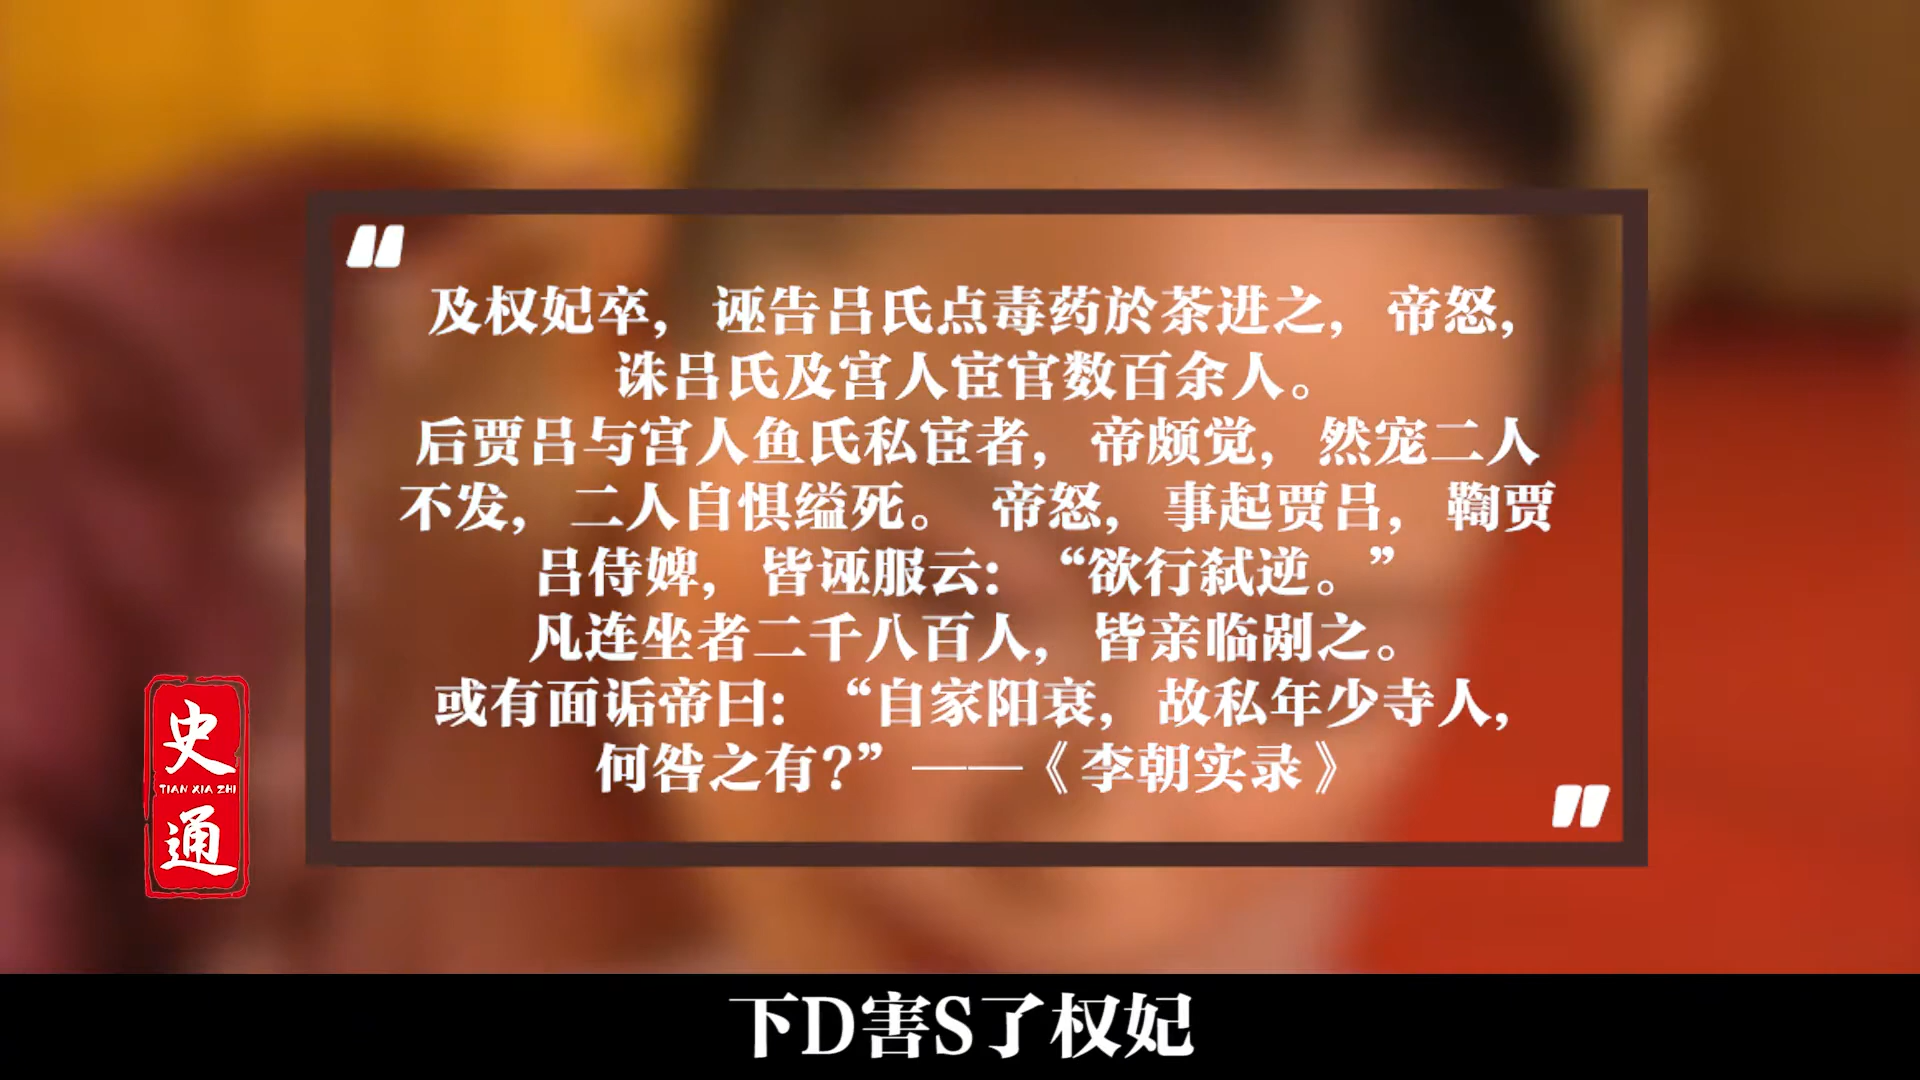 及权妃卒，诬告吕氏点毒药於茶进之，帝怒，
诛吕氏及宫人宦官数百余人。
后贾吕与宫人鱼氏私宦者，帝颇觉，然宠二人
不发，二人自惧缢死。帝怒，事起贾吕，鞫贾
吕侍婢，皆诬服云：“欲行弑逆。”
凡连坐者二千八百人，皆亲临剐之。
或有面诟帝曰：“自家阳衰，故私年少寺人，
何咎之有？”——《李朝实录》
史
TIAN XIA ZHI
通
下D害S了权妃